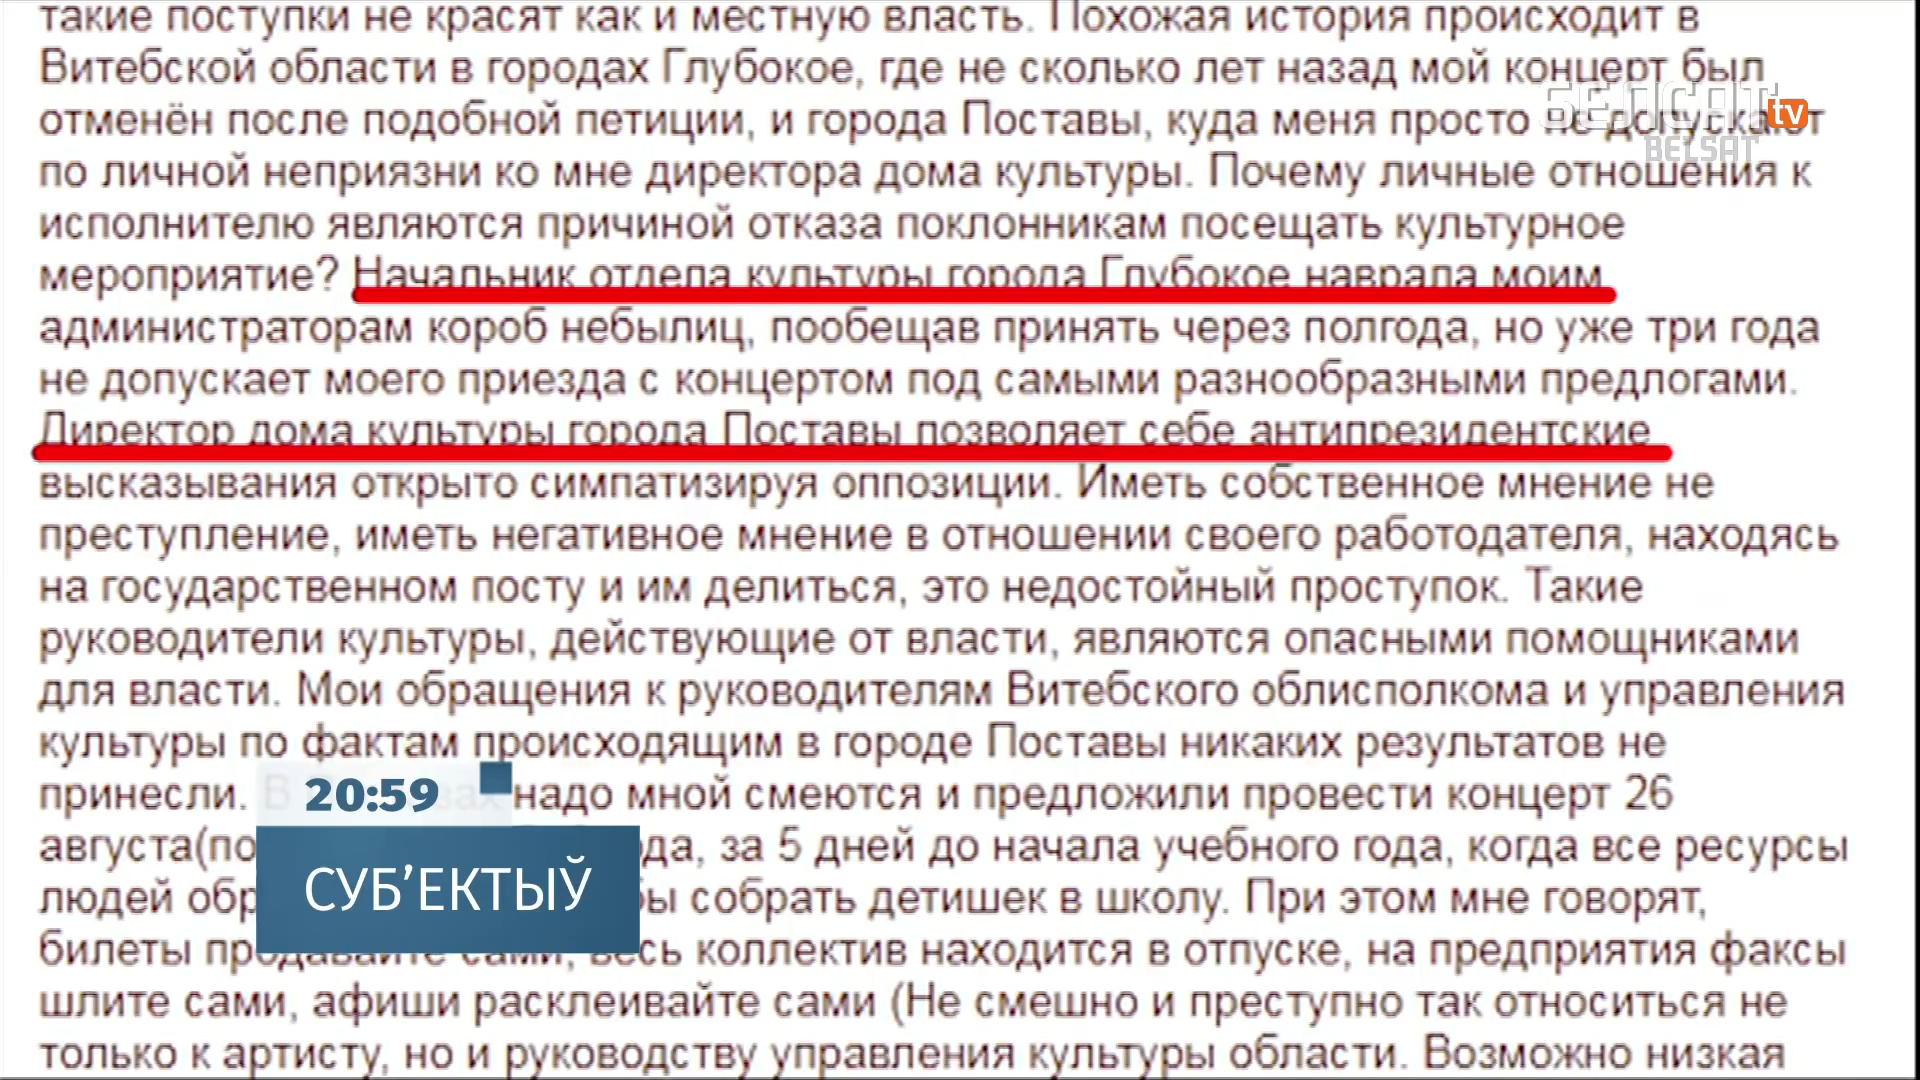 такие поступки не красят как и местную власть. Похожая история происходит в
Витебской области в городах Глубокое, где не сколько лет назад мой концерт был
БЕЛСАТ tv
отменён после подобной петиции, и города Поставы, куда меня просто не допускают
BELSAT
по личной неприязни ко мне директора дома культуры. Почему личные отношения к
исполнителю являются причиной отказа поклонникам посещать культурное
мероприятие? Начальник отдела культуры города Глубокое наврала моим
администраторам короб небылиц, пообещав принять через полгода, но уже три года
не допускает моего приезда с концертом под самыми разнообразными предлогами.
Директор дома культуры города Поставы позволяет себе антипрезидентские
высказывания открыто симпатизируя оппозиции. Иметь собственное мнение не
преступление, иметь негативное мнение в отношении своего работодателя, находясь
на государственном посту и им делиться, это недостойный проступок. Такие
руководители культуры, действующие от власти, являются опасными помощниками
для власти. Мои обращения к руководителям Витебского облисполкома и управления
культуры по фактам происходящим в городе Поставы никаких результатов не
принесли. надо мной смеются и предложили провести концерт 26
20:59
августа(по да, за 5 дней до начала учебного года, когда все ресурсы
СУБ’ЕКТЫЎ
людей обр бы собрать детишек в школу. При этом мне говорят,
билеты продавайте сами, весь коллектив находится в отпуске, на предприятия факсы
шлите сами, афиши расклеивайте сами (Не смешно и преступно так относиться не
только к артисту, но и руководству управления культуры области. Возможно низкая